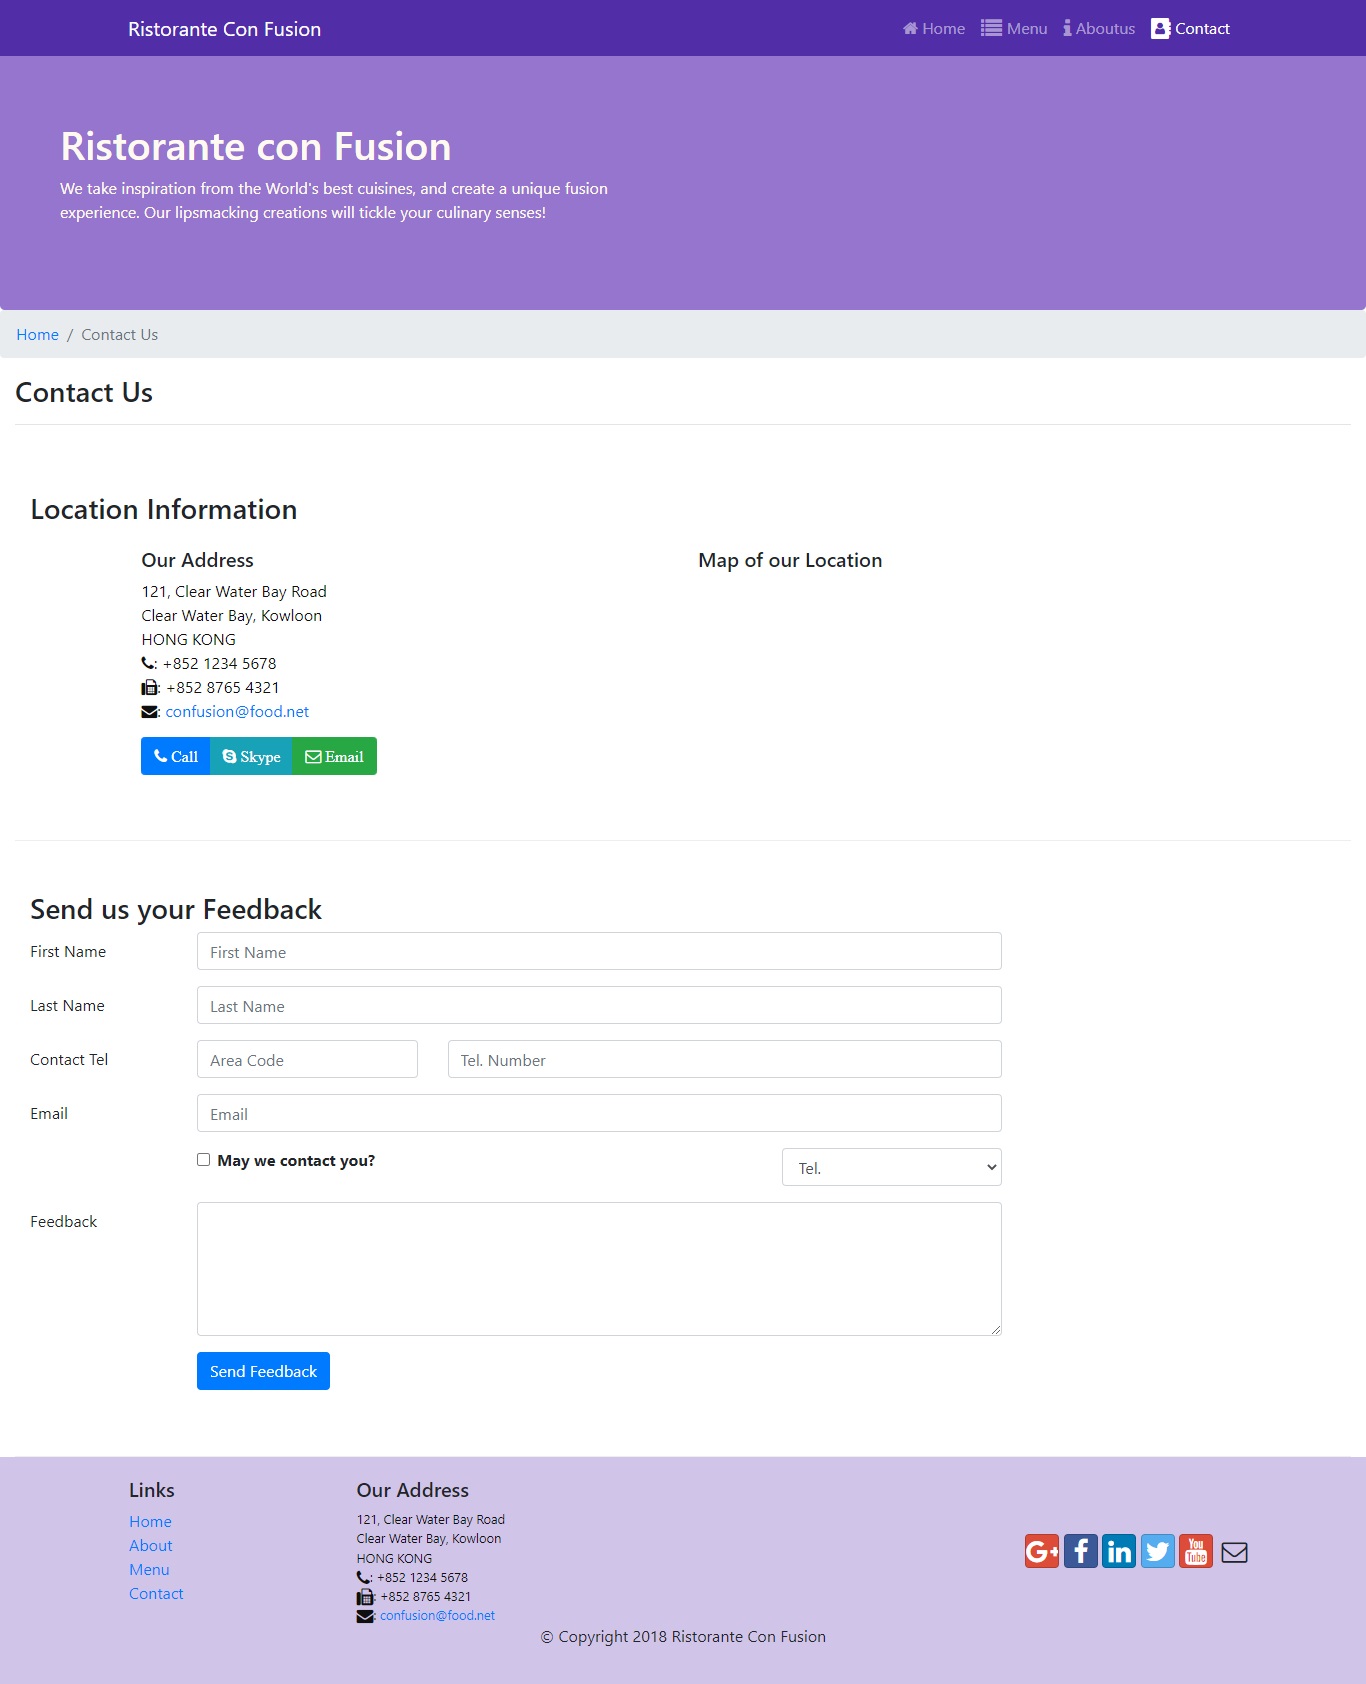 Ristorante Con Fusion
Home
Menu
Aboutus
Contact
Ristorante con Fusion
We take inspiration from the World's best cuisines, and create a unique fusion
experience. Our lipsmacking creations will tickle your culinary senses!
Home / Contact Us
Contact Us
Location Information
Our Address
121, Clear Water Bay Road
Clear Water Bay, Kowloon
HONG KONG
: +852 1234 5678
: +852 8765 4321
: confusion@food.net
Call
Skype
Email
Map of our Location
Send us your Feedback
First Name
First Name
Last Name
Last Name
Contact Tel
Area Code
Tel. Number
Email
Email
May we contact you?
Tel.
Feedback
Send Feedback
Links
Home
About
Menu
Contact
Our Address
121, Clear Water Bay Road
Clear Water Bay, Kowloon
HONG KONG
: +852 1234 5678
: +852 8765 4321
: confusion@food.net
G+
f
in
You
Tube
© Copyright 2018 Ristorante Con Fusion